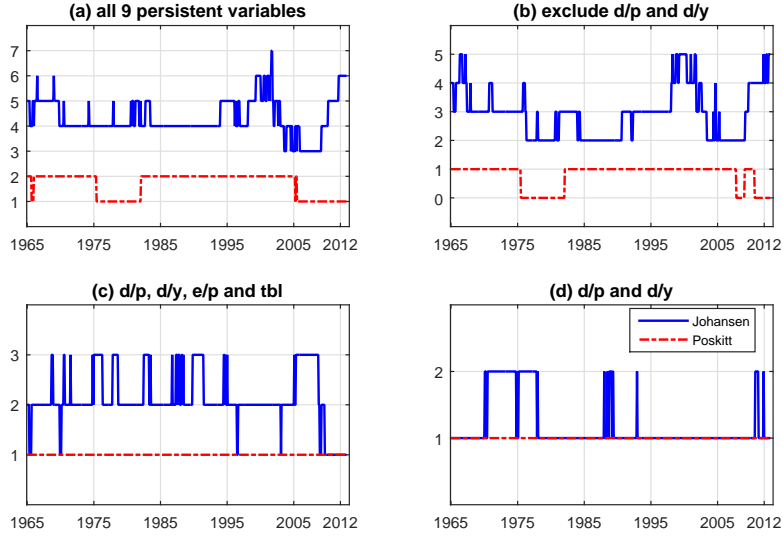 (a) all 9 persistent variables
7
6
5
4
3
2
1
1965 1975 1985 1995 2005 2012
(b) exclude d/p and d/y
5
4
3
2
1
0
1965 1975 1985 1995 2005 2012
(c) d/p, d/y, e/p and tbl
3
2
1
1965 1975 1985 1995 2005 2012
(d) d/p and d/y
Johansen
Poskitt
2
1
1965 1975 1985 1995 2005 2012